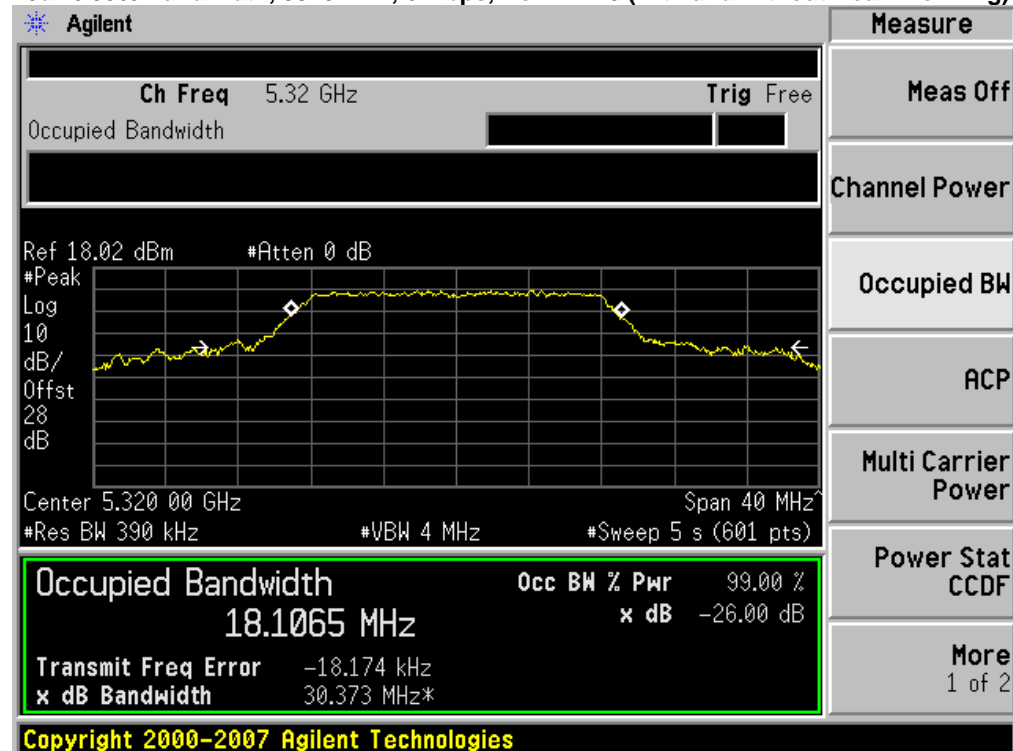 Agilent
Measure
Ch Freq 5.32 GHz Trig Free
Occupied Bandwidth
Meas Off
Channel Power
Occupied BW
ACP
Multi Carrier
Power
Power Stat
CCDF
More
1 of 2
Ref 18.02 dBm #Atten 0 dB
#Peak
Log
10
dB/
Offst
28
dB
Center 5.320 00 GHz Span 40 MHz^
#Res BW 390 kHz #VBW 4 MHz #Sweep 5 s (601 pts)
Occupied Bandwidth Occ BW % Pwr 99.00 %
18.1065 MHz x dB -26.00 dB
Transmit Freq Error -18.174 kHz
x dB Bandwidth 30.373 MHz*
Copyright 2000-2007 Agilent Technologies